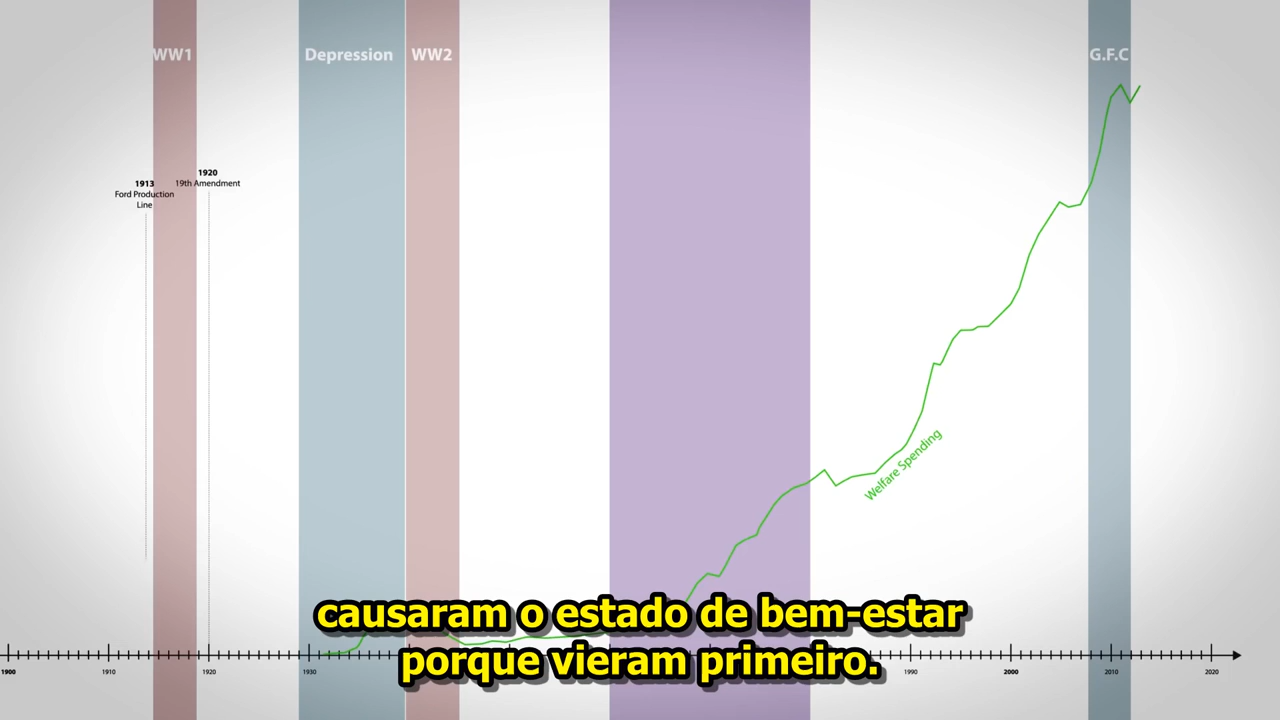 WW1
Depression
WW2
G.F.C
1913
Ford Production
Line
1920
19th Amendment
Welfare Spending
causaram o estado de bem-estar
porque vieram primeiro.
1900
1910
1920
1930
1990
2000
2010
2020